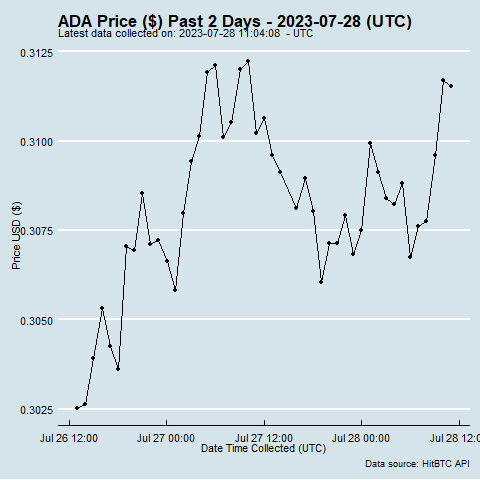 ADA Price ($) Past 2 Days - 2023-07-28 (UTC)
Latest data collected on: 2023-07-28 11:04:08 - UTC
0.3125
0.3100
0.3075
0.3050
0.3025
Price USD ($)
Jul 26 12:00 Jul 27 00:00 Jul 27 12:00 Jul 28 00:00 Jul 28 12:00
Date Time Collected (UTC)
Data source: HitBTC API